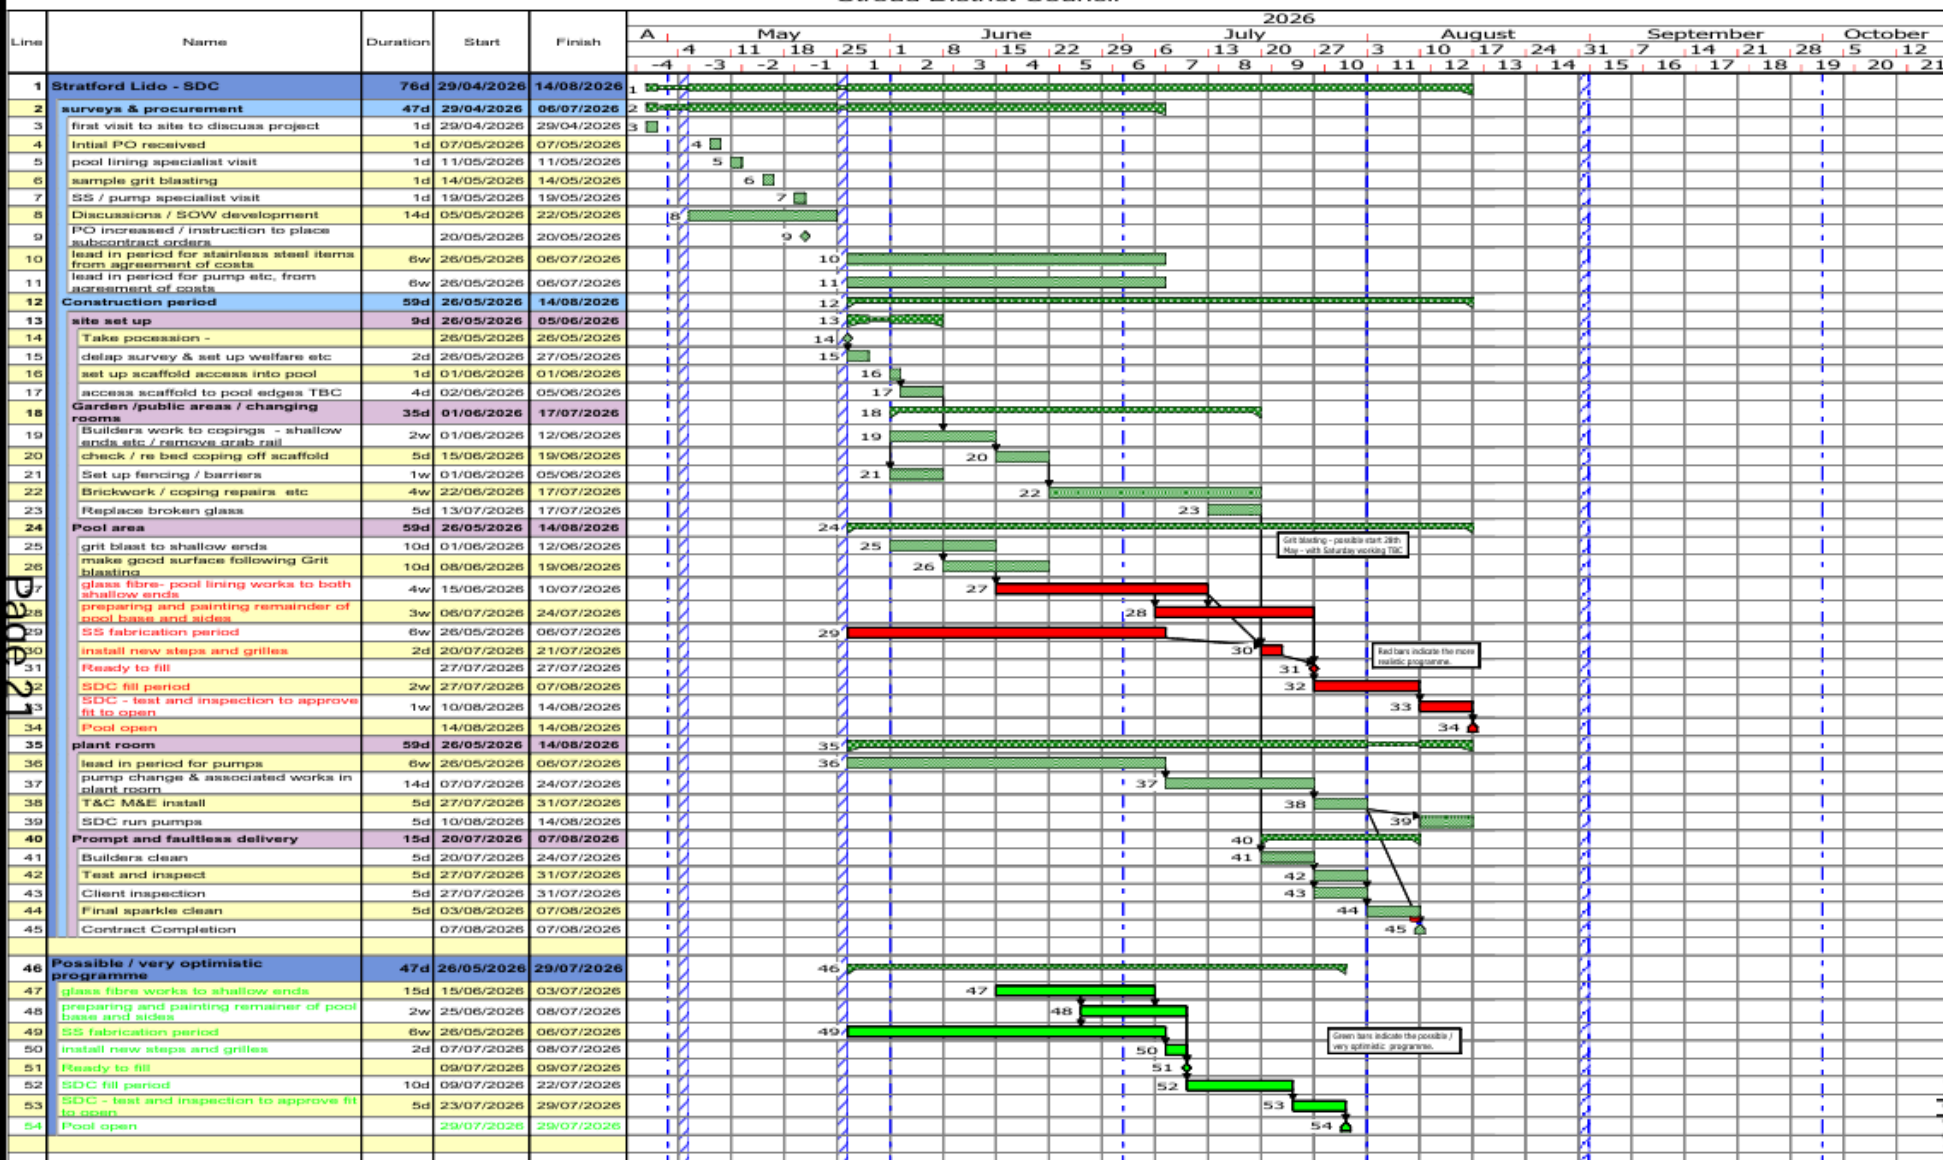 2026
A May June July August September October
4 11 18 25 1 8 15 22 29 6 13 20 27 3 10 17 24 31 7 14 21 28 5 12
-4 -3 -2 -1 1 2 3 4 5 6 7 8 9 10 11 12 13 14 15 16 17 18 19 20 21
Line Name Duration Start Finish
1 Stratford Lido - SDC 76d 29/04/2026 14/08/2026
2 surveys & procurement 47d 29/04/2026 06/07/2026
3 first visit to site to discuss project 1d 29/04/2026 29/04/2026
4 Intial PO received 1d 07/05/2026 07/05/2026
5 pool lining specialist visit 1d 11/05/2026 11/05/2026
6 sample grit blasting 1d 14/05/2026 14/05/2026
7 SS / pump specialist visit 1d 19/05/2026 19/05/2026
8 Discussions / SOW development 14d 05/05/2026 22/05/2026
9 PO increased / instruction to place subcontract orders 20/05/2026 20/05/2026
10 lead in period for stainless steel items from agreement of costs 6w 26/05/2026 06/07/2026
11 lead in period for pump etc, from agreement of costs 6w 26/05/2026 06/07/2026
12 Construction period 59d 26/05/2026 14/08/2026
13 site set up 9d 26/05/2026 05/06/2026
14 Take pocession - 26/05/2026 26/05/2026
15 delap survey & set up welfare etc 2d 26/05/2026 27/05/2026
16 set up scaffold access into pool 1d 01/06/2026 01/06/2026
17 access scaffold to pool edges TBC 4d 02/06/2026 05/06/2026
18 Garden /public areas / changing rooms 35d 01/06/2026 17/07/2026
19 Builders work to copings - shallow ends etc / remove grab rail 2w 01/06/2026 12/06/2026
20 check / re bed coping off scaffold 5d 15/06/2026 19/06/2026
21 Set up fencing / barriers 1w 01/06/2026 05/06/2026
22 Brickwork / coping repairs etc 4w 22/06/2026 17/07/2026
23 Replace broken glass 5d 13/07/2026 17/07/2026
24 Pool area 59d 26/05/2026 14/08/2026
25 grit blast to shallow ends 10d 01/06/2026 12/06/2026
Grit blasting - possible start 28th
May - with Saturday working TBC
26 make good surface following Grit blasting 10d 08/06/2026 19/06/2026
27 glass fibre- pool lining works to both shallow ends 4w 15/06/2026 10/07/2026
28 preparing and painting remainder of pool base and sides 3w 06/07/2026 24/07/2026
29 SS fabrication period 6w 26/05/2026 06/07/2026
30 install new steps and grilles 2d 20/07/2026 21/07/2026
Red bars indicate the more
realistic programme.
31 Ready to fill 27/07/2026 27/07/2026
32 SDC fill period 2w 27/07/2026 07/08/2026
33 SDC - test and inspection to approve fit to open 1w 10/08/2026 14/08/2026
34 Pool open 14/08/2026 14/08/2026
Page 21
35 plant room 59d 26/05/2026 14/08/2026
36 lead in period for pumps 6w 26/05/2026 06/07/2026
37 pump change & associated works in plant room 14d 07/07/2026 24/07/2026
38 T&C M&E install 5d 27/07/2026 31/07/2026
39 SDC run pumps 5d 10/08/2026 14/08/2026
40 Prompt and faultless delivery 15d 20/07/2026 07/08/2026
41 Builders clean 5d 20/07/2026 24/07/2026
42 Test and inspect 5d 27/07/2026 31/07/2026
43 Client inspection 5d 27/07/2026 31/07/2026
44 Final sparkle clean 5d 03/08/2026 07/08/2026
45 Contract Completion 07/08/2026 07/08/2026
46 Possible / very optimistic programme 47d 26/05/2026 29/07/2026
47 glass fibre works to shallow ends 15d 15/06/2026 03/07/2026
48 preparing and painting remainer of pool base and sides 2w 25/06/2026 08/07/2026
49 SS fabrication period 6w 26/05/2026 06/07/2026
Green bars indicate the possible /
very optimistic programme.
50 install new steps and grilles 2d 07/07/2026 08/07/2026
51 Ready to fill 09/07/2026 09/07/2026
52 SDC fill period 10d 09/07/2026 22/07/2026
53 SDC - test and inspection to approve fit to open 5d 23/07/2026 29/07/2026
54 Pool open 29/07/2026 29/07/2026